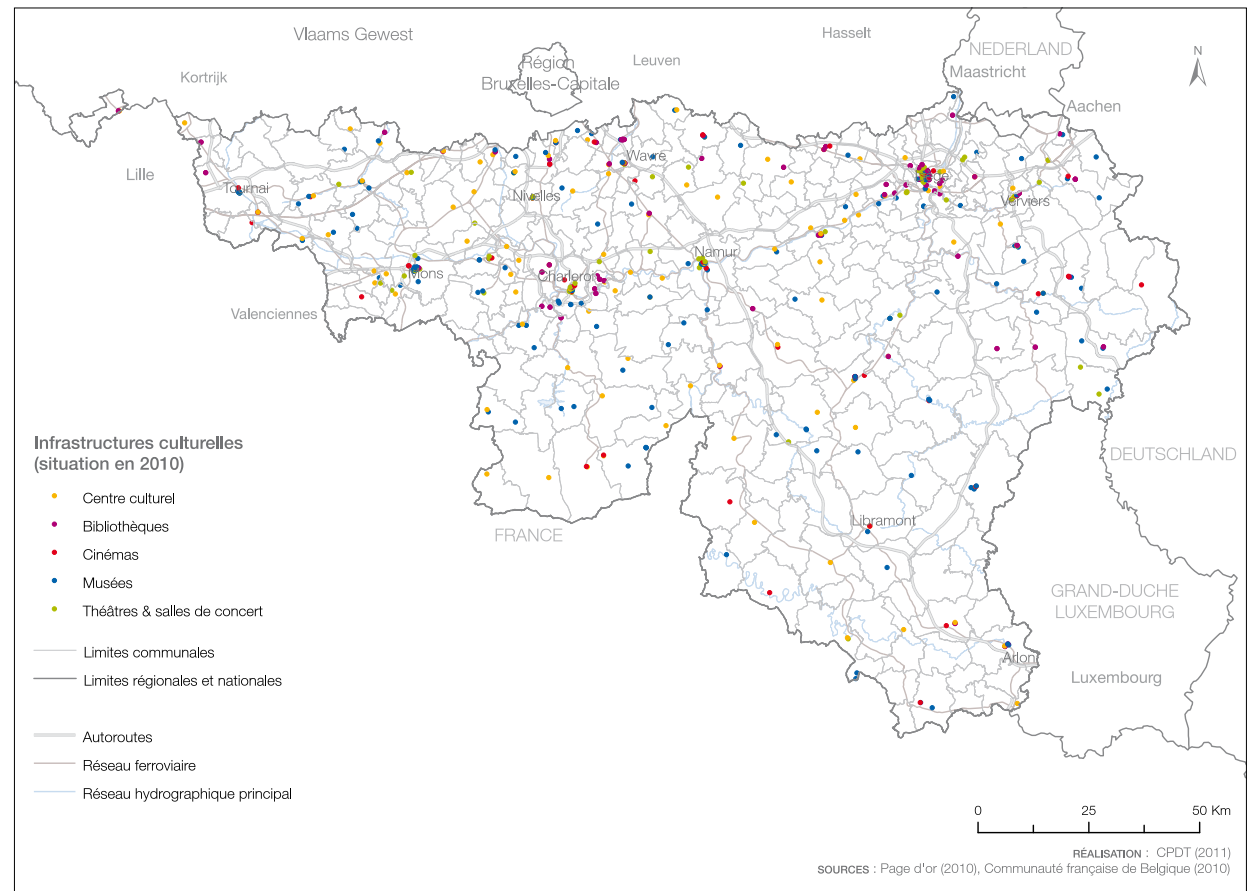 Hasselt
Vlaams Gewest
NEDERLAND
N
Région
Leuven
Maastricht
Kortrijk
Bruxelles-Capitale
Aachen
Wavre
Lille
Tournai
Nivelles
Verviers
Namur
Mons
Charleroi
Valenciennes
Infrastructures culturelles
(situation en 2010)
DEUTSCHLAND
Centre culturel
Bibliothèques
Libramont
FRANCE
Cinémas
Musées
GRAND-DUCHE
LUXEMBOURG
Théâtres & salles de concert
Limites communales
Arlon
Limites régionales et nationales
Luxembourg
Autoroutes
Réseau ferroviaire
Réseau hydrographique principal
0 25 50 Km
RÉALISATION : CPDT (2011)
SOURCES : Page d'or (2010), Communauté française de Belgique (2010)